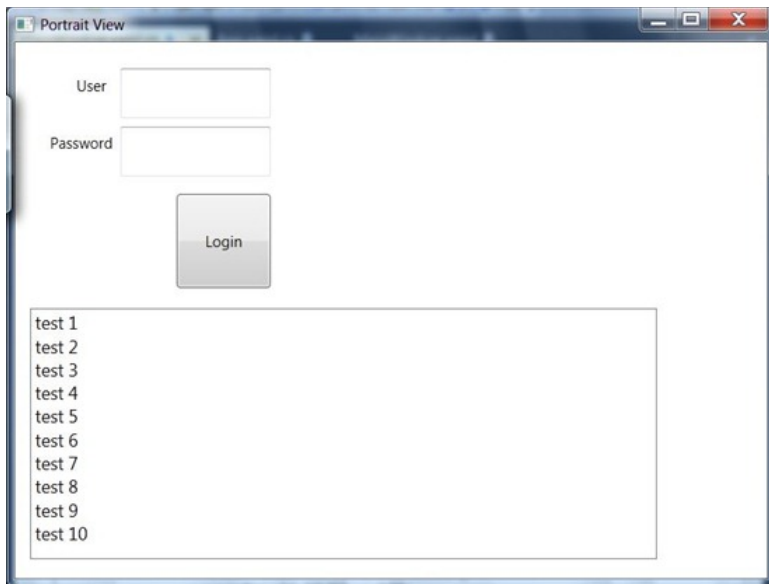 Portrait View
User
Password
Login
test 1
test 2
test 3
test 4
test 5
test 6
test 7
test 8
test 9
test 10